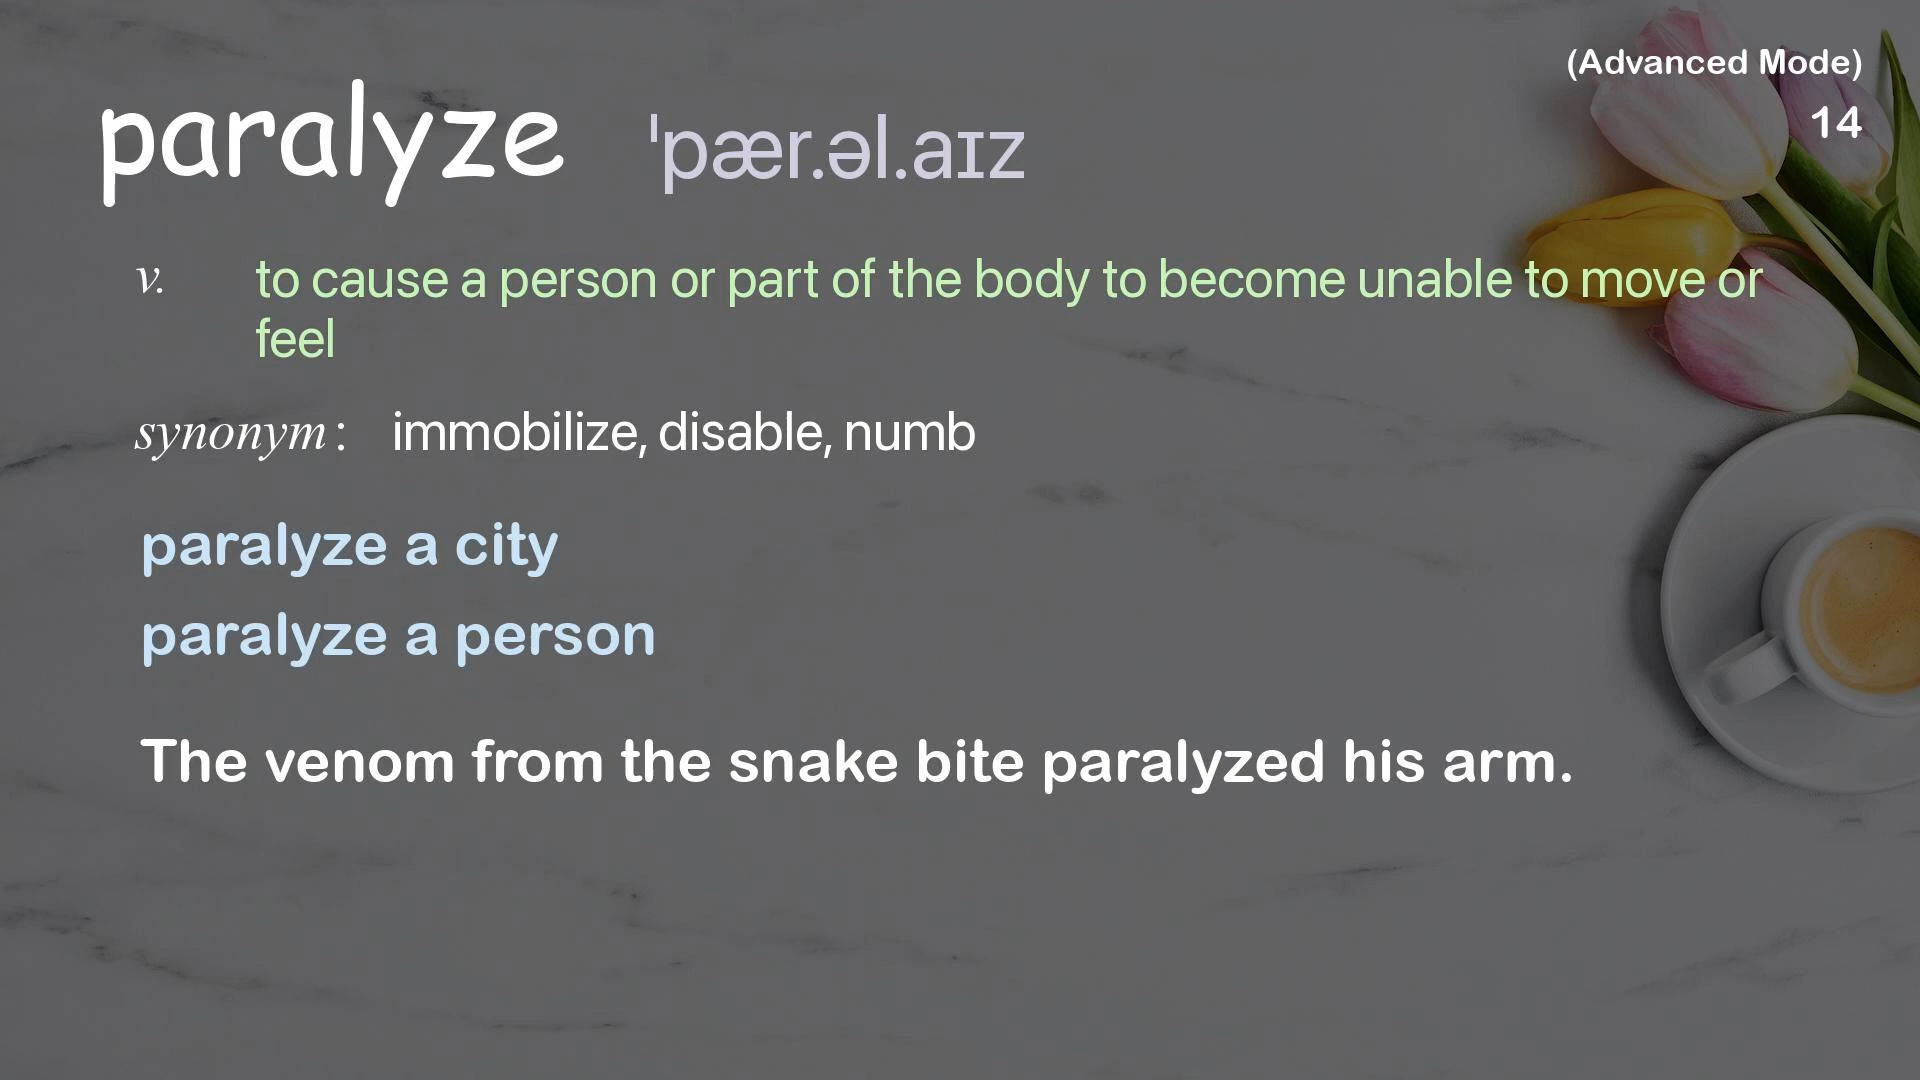 (Advanced Mode)
14
paralyze ˈpær.əl.aɪz
v. to cause a person or part of the body to become unable to move or
feel
synonym: immobilize, disable, numb
paralyze a city
paralyze a person
The venom from the snake bite paralyzed his arm.